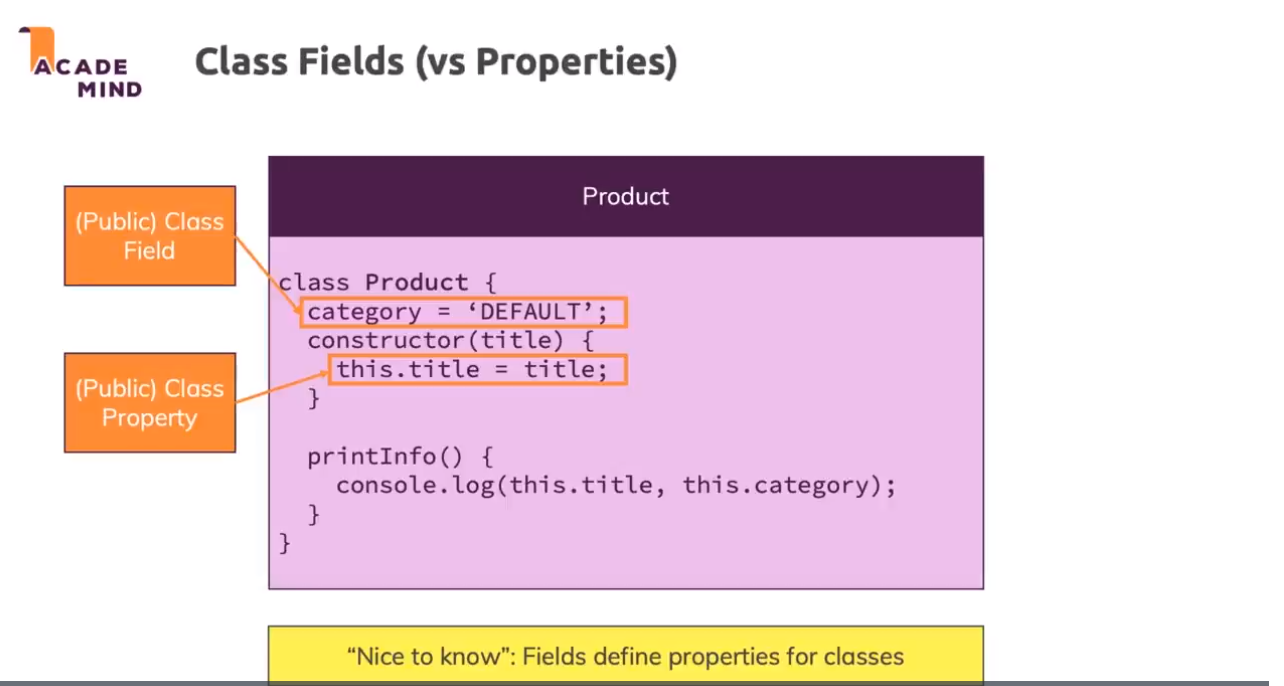 ACADE
MIND
Class Fields (vs Properties)
(Public) Class
Field
(Public) Class
Property
Product
class Product {
category = ‘DEFAULT’;
constructor(title) {
this.title = title;
}
printInfo() {
console.log(this.title, this.category);
}
}
“Nice to know”: Fields define properties for classes